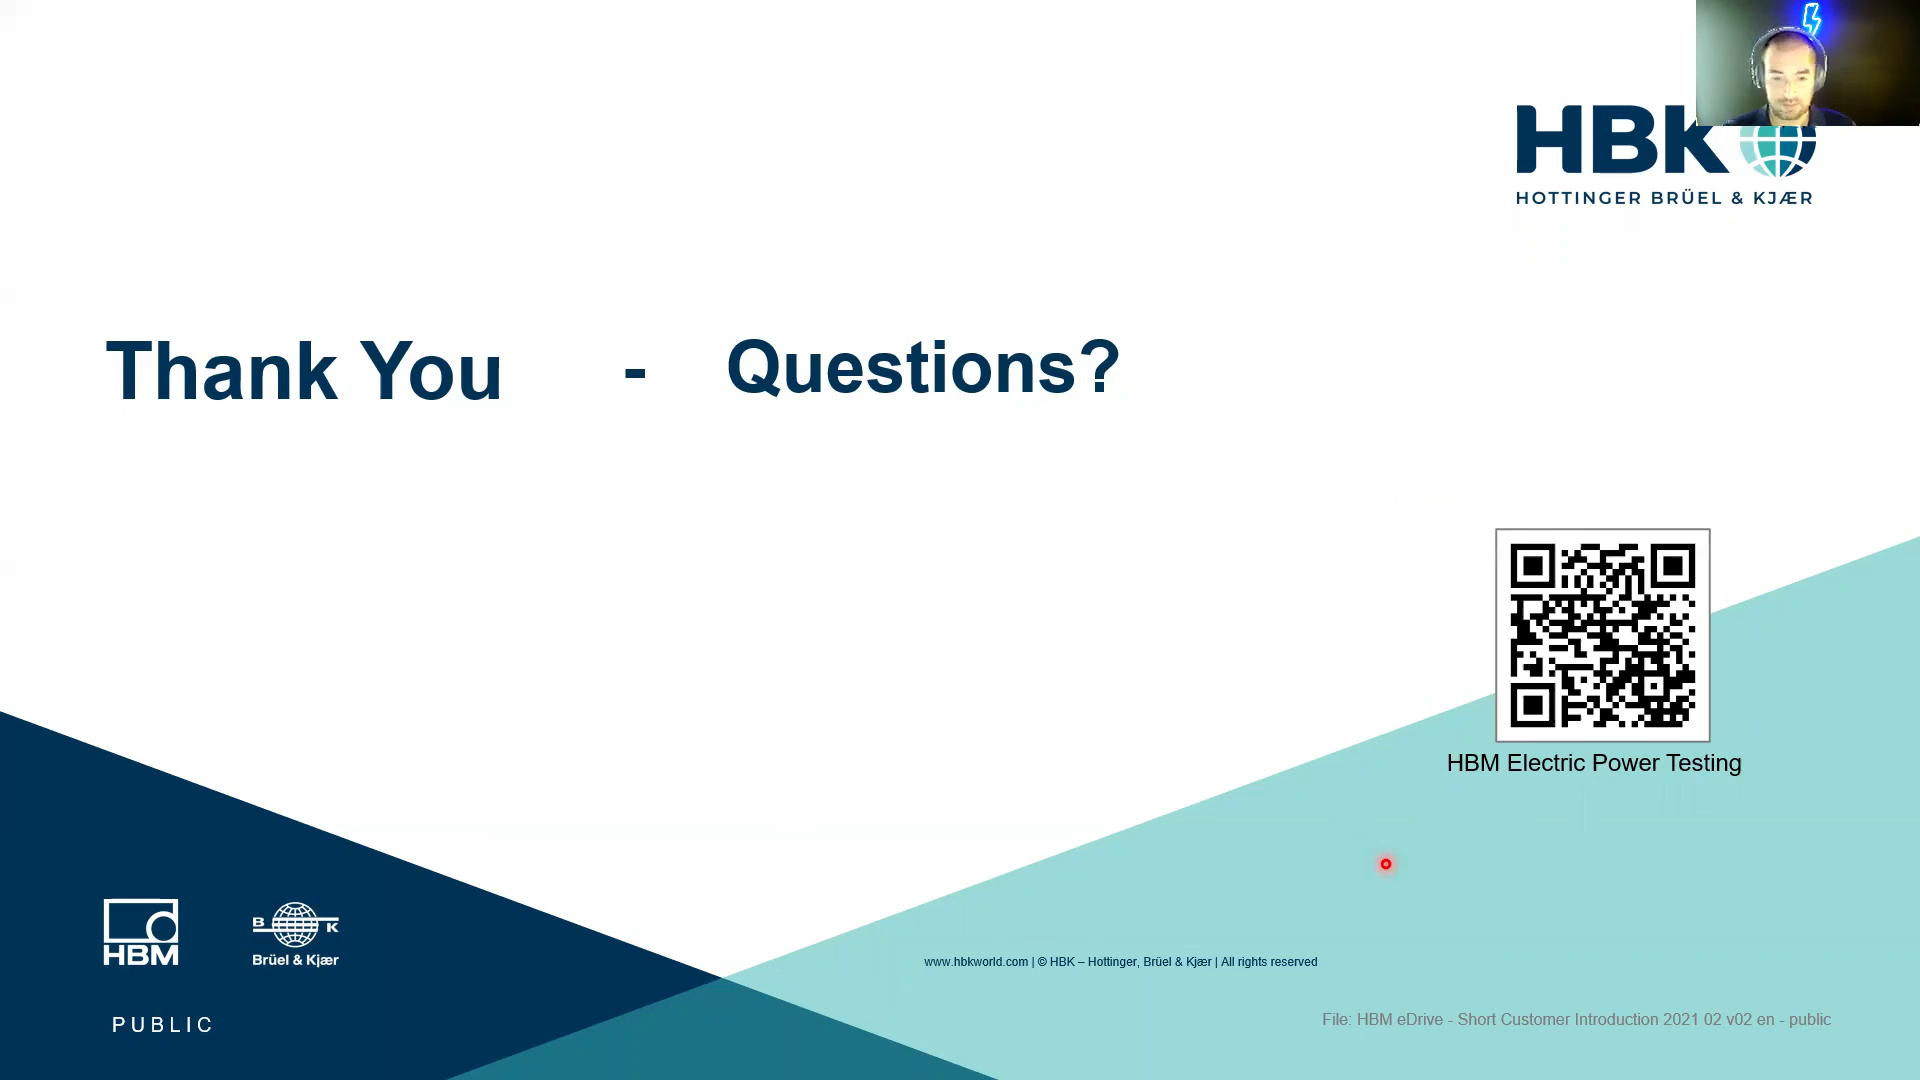 HBK
HOTTINGER BRÜEL & KJÆR
Thank You - Questions?
HBM Electric Power Testing
HBM
B K
Brüel & Kjær
www.hbkworld.com | © HBK – Hottinger, Brüel & Kjær | All rights reserved
PUBLIC
File: HBM eDrive - Short Customer Introduction 2021 02 v02 en - public